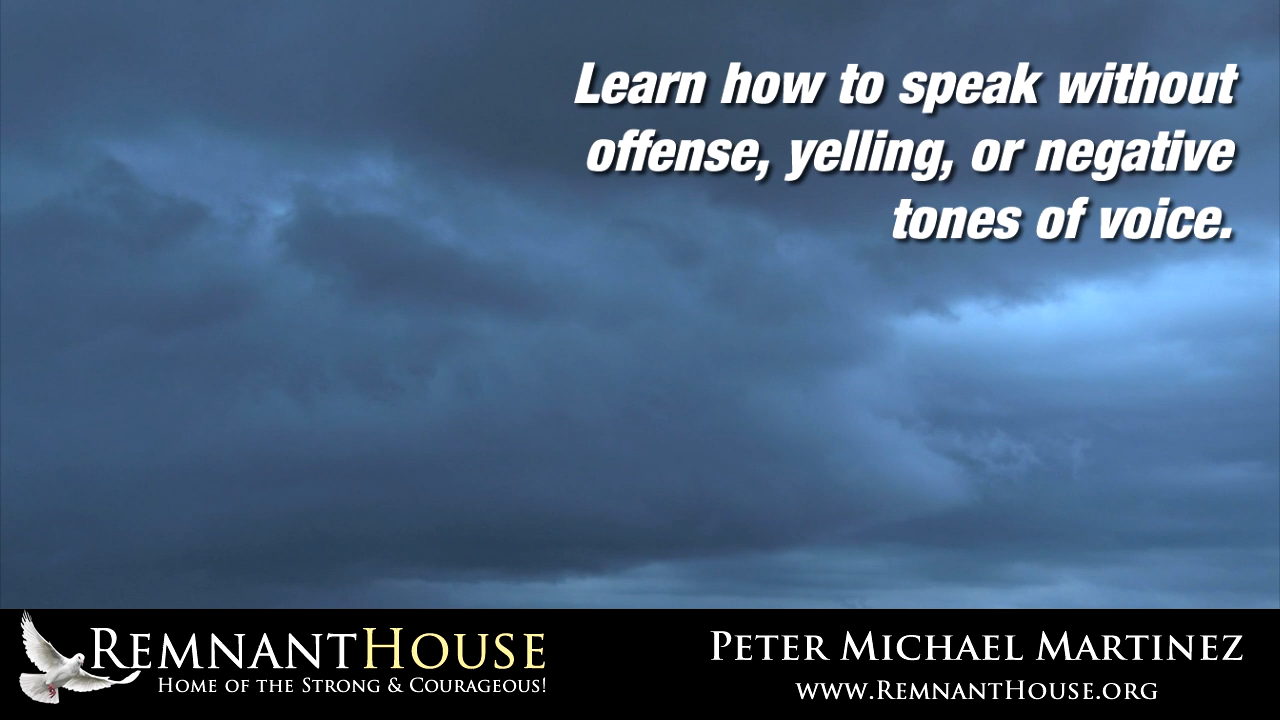 Learn how to speak without
offense, yelling, or negative
tones of voice.
RemnantHouse
Home of the Strong & Courageous!
Peter Michael Martinez
www.RemnantHouse.org